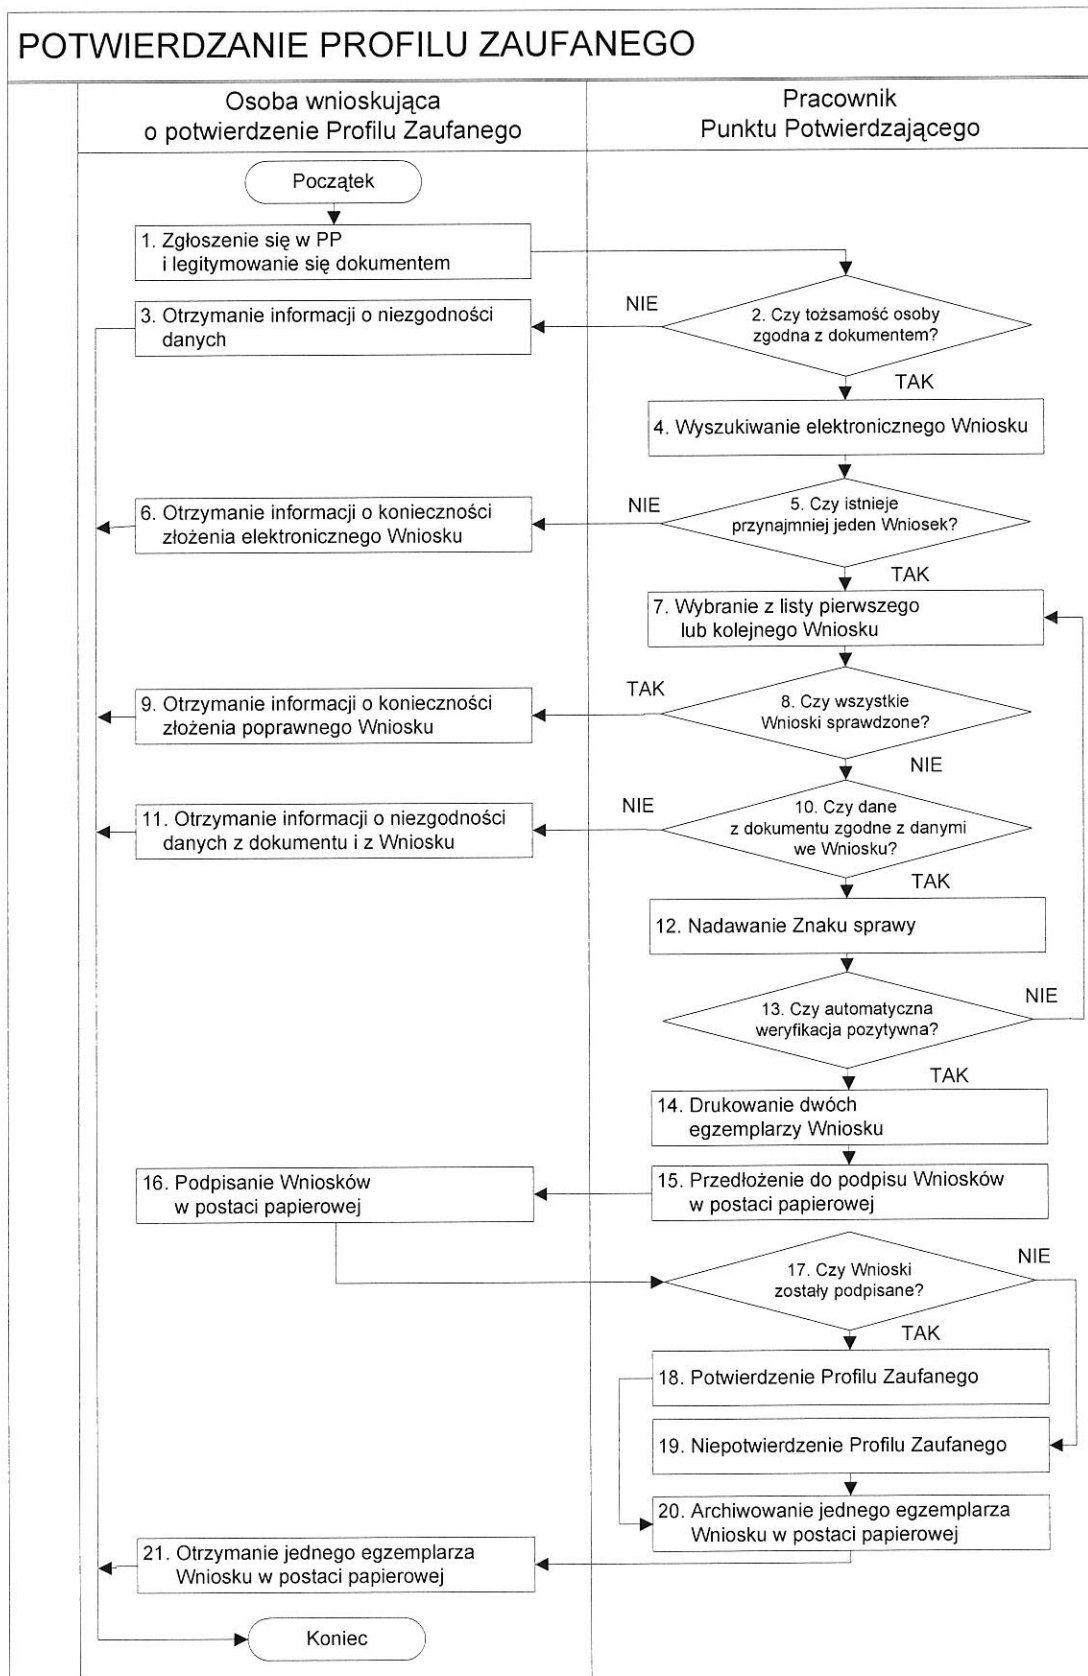 POTWIERDZANIE PROFILU ZAUFANEGO
Osoba wnioskująca
o potwierdzenie Profilu Zaufanego
Pracownik
Punktu Potwierdzającego
Początek
1. Zgłoszenie się w PP
i legitymowanie się dokumentem
NIE
2. Czy tożsamość osoby
zgodna z dokumentem?
3. Otrzymanie informacji o niezgodności
danych
TAK
4. Wyszukiwanie elektronicznego Wniosku
NIE
5. Czy istnieje
przynajmniej jeden Wniosek?
6. Otrzymanie informacji o konieczności
złożenia elektronicznego Wniosku
TAK
7. Wybranie z listy pierwszego
lub kolejnego Wniosku
TAK
8. Czy wszystkie
Wnioski sprawdzone?
9. Otrzymanie informacji o konieczności
złożenia poprawnego Wniosku
NIE
NIE
10. Czy dane
z dokumentu zgodne z danymi
we Wniosku?
11. Otrzymanie informacji o niezgodności
danych z dokumentu i z Wniosku
TAK
12. Nadawanie Znaku sprawy
NIE
13. Czy automatyczna
weryfikacja pozytywna?
TAK
14. Drukowanie dwóch
egzemplarzy Wniosku
15. Przedłożenie do podpisu Wniosków
w postaci papierowej
16. Podpisanie Wniosków
w postaci papierowej
NIE
17. Czy Wnioski
zostały podpisane?
TAK
18. Potwierdzenie Profilu Zaufanego
19. Niepotwierdzenie Profilu Zaufanego
20. Archiwowanie jednego egzemplarza
Wniosku w postaci papierowej
21. Otrzymanie jednego egzemplarza
Wniosku w postaci papierowej
Koniec